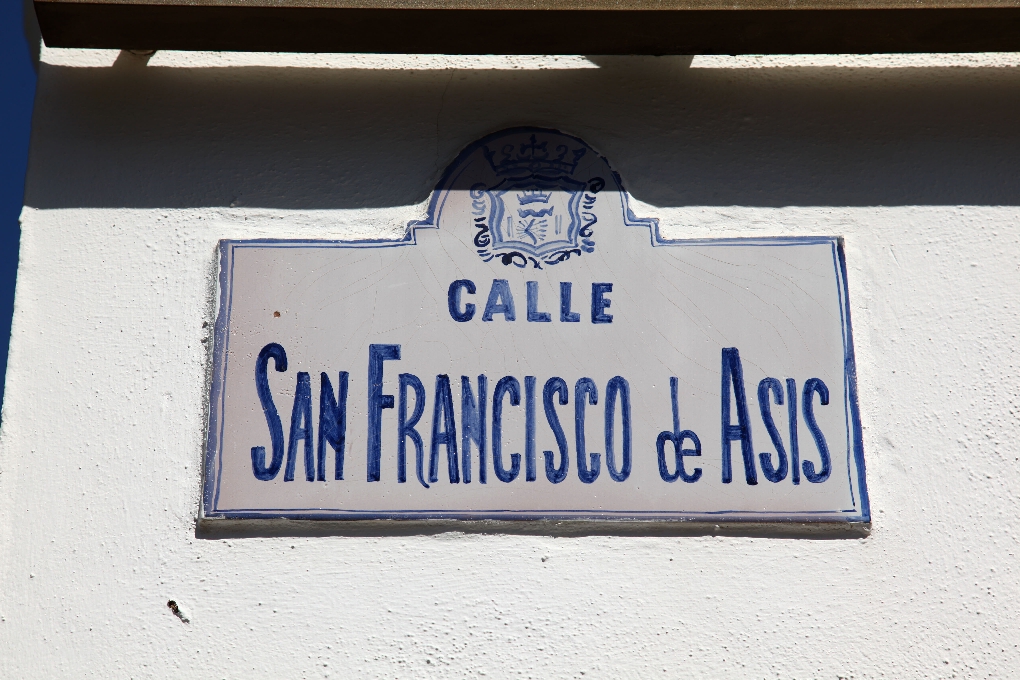 CALLE
SAN FRANCISCO de ASIS